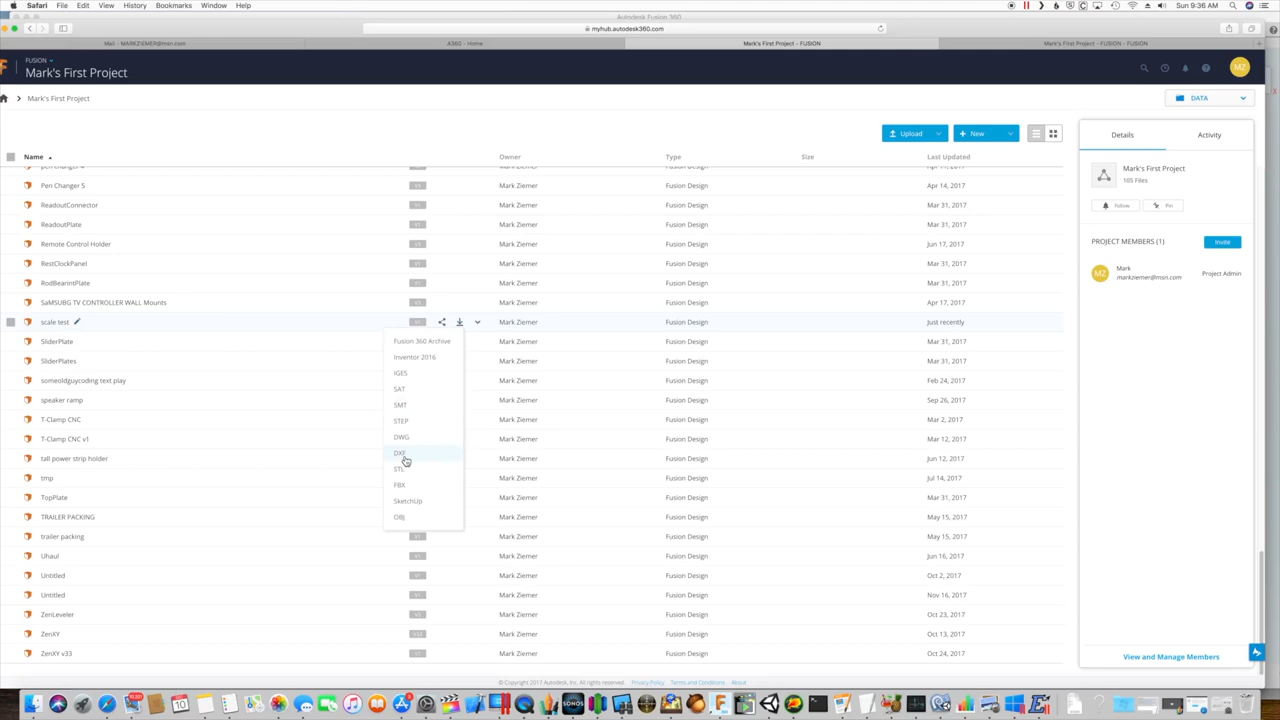 Safari File Edit View History Bookmarks Window Help
Sun 9:36 AM
Autodesk Fusion 360
myhub.autodesk360.com
Mail - MARKZIEMER@msn.com
A360 - Home
Mark's First Project - FUSION
Mark's First Project - FUSION - FUSION
FUSION
Mark's First Project
MZ
Mark's First Project
DATA
Upload
New
Details
Activity
Name
Owner
Type
Size
Last Updated
Pen Changer 5 V3 Mark Ziemer Fusion Design Apr 14, 2017
ReadoutConnector Mark Ziemer Fusion Design Mar 31, 2017
ReadoutPlate Mark Ziemer Fusion Design Mar 31, 2017
Remote Control Holder Mark Ziemer Fusion Design Jun 17, 2017
RestClockPanel Mark Ziemer Fusion Design Mar 31, 2017
RodBearintPlate Mark Ziemer Fusion Design Mar 31, 2017
SaMSUBG TV CONTROLLER WALL Mounts Mark Ziemer Fusion Design Apr 17, 2017
scale test V1 Mark Ziemer Fusion Design Just recently
SliderPlate Mark Ziemer Fusion Design Mar 31, 2017
SliderPlates Mark Ziemer Fusion Design Mar 31, 2017
someoldguycoding text play Mark Ziemer Fusion Design Feb 24, 2017
speaker ramp Mark Ziemer Fusion Design Sep 26, 2017
T-Clamp CNC Mark Ziemer Fusion Design Mar 2, 2017
T-Clamp CNC v1 Mark Ziemer Fusion Design Mar 12, 2017
tall power strip holder Mark Ziemer Fusion Design Jun 12, 2017
tmp Mark Ziemer Fusion Design Jul 14, 2017
TopPlate Mark Ziemer Fusion Design Mar 31, 2017
TRAILER PACKING Mark Ziemer Fusion Design May 15, 2017
trailer packing V1 Mark Ziemer Fusion Design May 15, 2017
Uhaul Mark Ziemer Fusion Design Jun 16, 2017
Untitled Mark Ziemer Fusion Design Oct 2, 2017
Untitled Mark Ziemer Fusion Design Nov 16, 2017
ZenLeveler Mark Ziemer Fusion Design Oct 23, 2017
ZenXY Mark Ziemer Fusion Design Oct 13, 2017
ZenXY v33 Mark Ziemer Fusion Design Oct 24, 2017
Fusion 360 Archive
Inventor 2016
IGES
SAT
SMT
STEP
DWG
DXF
STL
FBX
SketchUp
OBJ
Mark's First Project
105 Files
Follow
Pin
PROJECT MEMBERS (1)
Invite
MZ
Mark
markziemer@msn.com
Project Admin
View and Manage Members
© Copyright 2017 Autodesk, Inc. All rights reserved. Privacy Policy Terms and Conditions About
SONOS